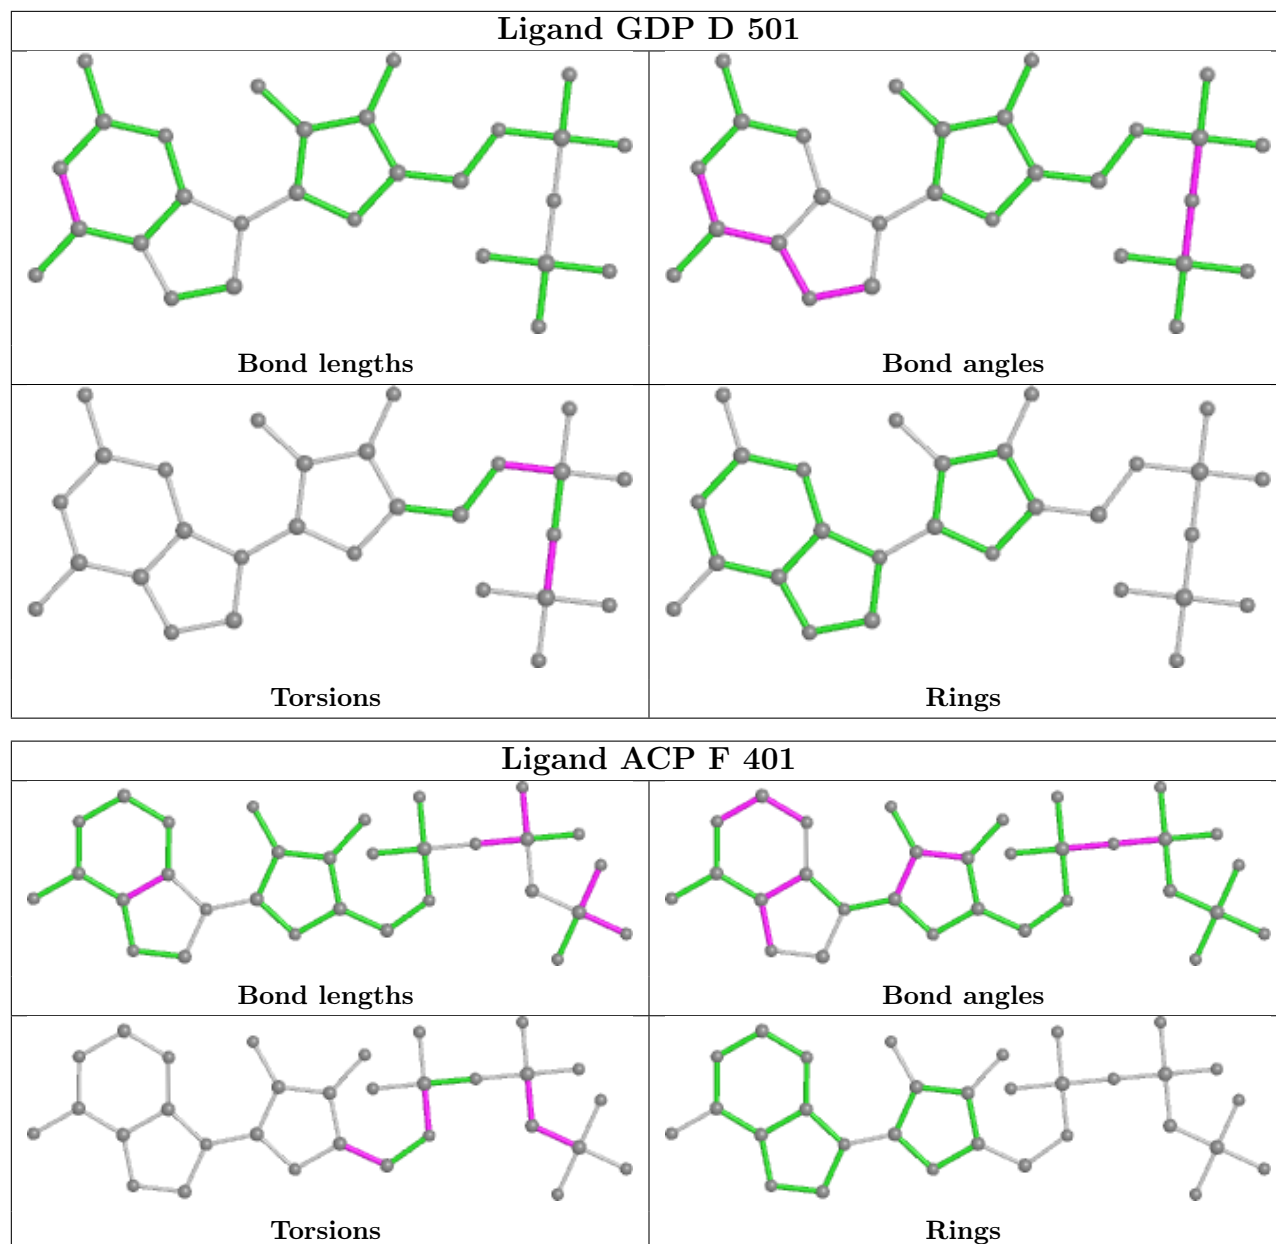 Ligand GDP D 501
Bond lengths
Bond angles
Torsions
Rings
Ligand ACP F 401
Bond lengths
Bond angles
Torsions
Rings